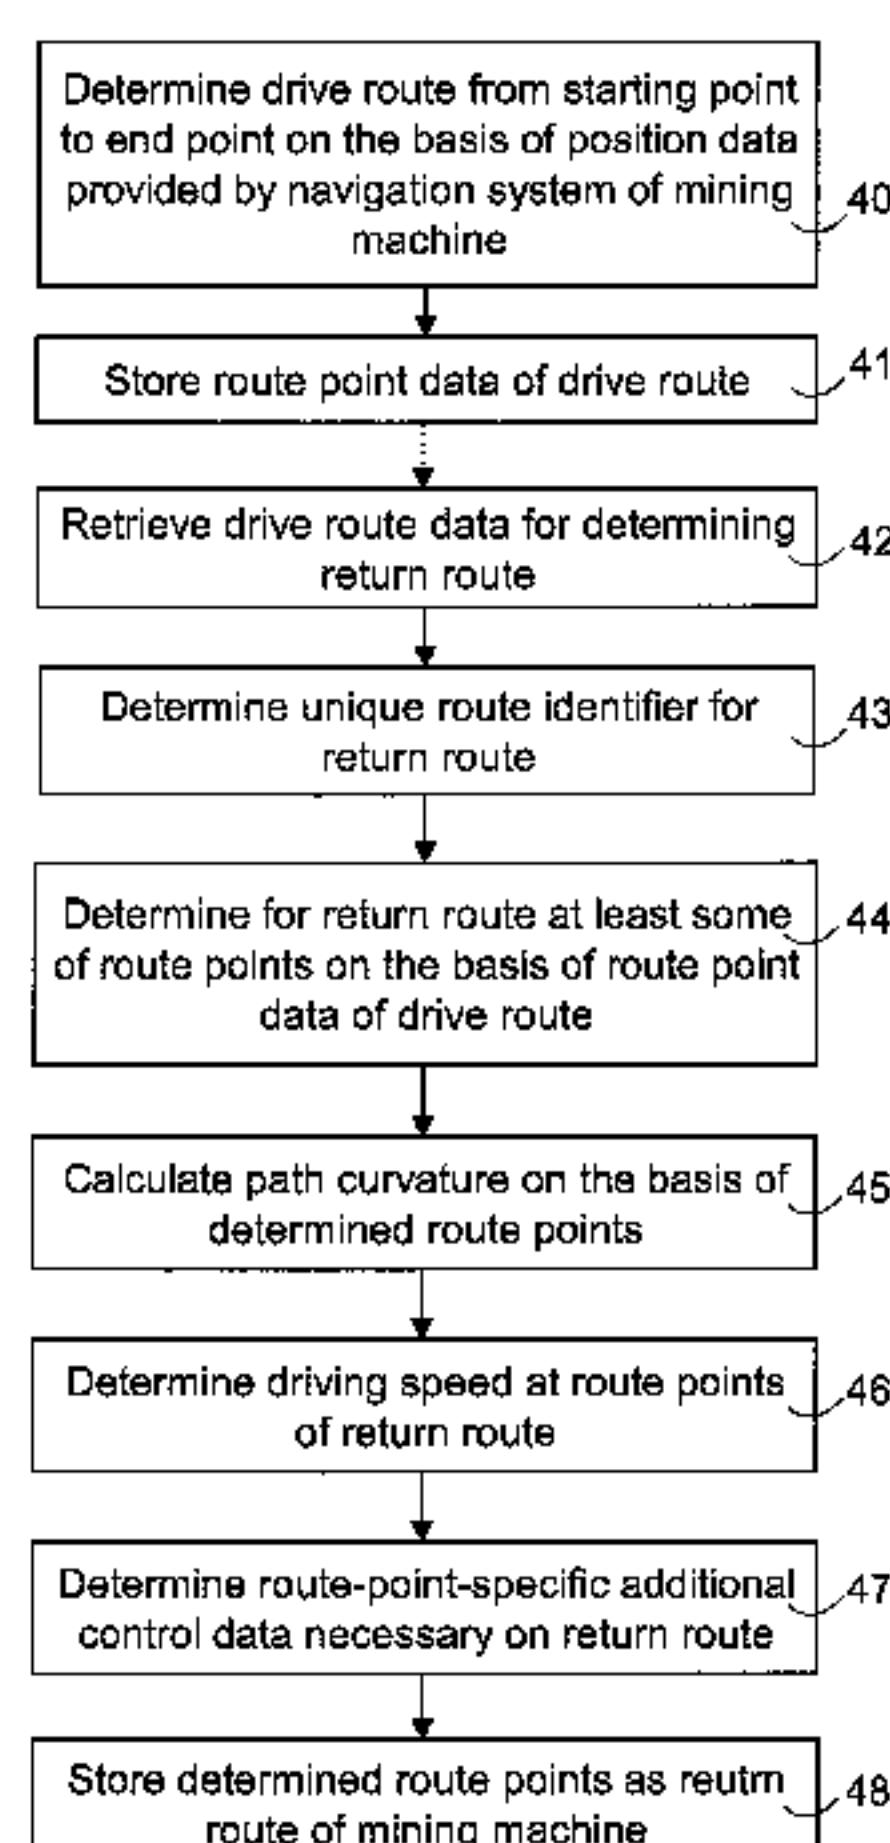 Determine drive route from starting point
to end point on the basis of position data
provided by navigation system of mining
machine
40
Store route point data of drive route
41
Retrieve drive route data for determining
return route
42
Determine unique route identifier for
return route
43
Determine for return route at least some
of route points on the basis of route point
data of drive route
44
Calculate path curvature on the basis of
determined route points
45
Determine driving speed at route points
of return route
46
Determine route-point-specific additional
control data necessary on return route
47
Store determined route points as reutrn
route of mining machine
48